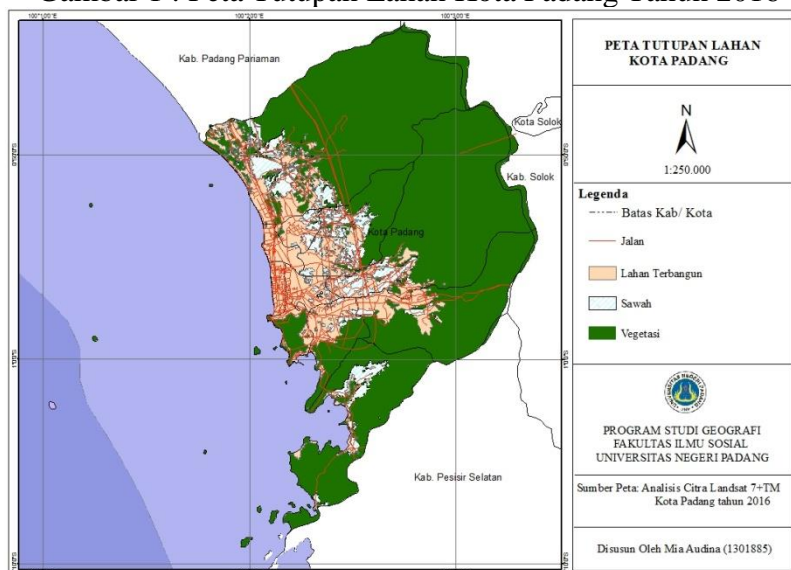 Gambar 1 : Peta Tutupan Lahan Kota Padang Tahun 2016
Kab. Padang Pariaman
Kota Solok
Kab. Solok
Kota Padang
Kab. Pesisir Selatan
PETA TUTUPAN LAHAN
KOTA PADANG
N
1:250.000
Legenda
Batas Kab/ Kota
Jalan
Lahan Terbangun
Sawah
Vegetasi
PROGRAM STUDI GEOGRAFI
FAKULTAS ILMU SOSIAL
UNIVERSITAS NEGERI PADANG
Sumber Peta: Analisis Citra Landsat 7+TM
Kota Padang tahun 2016
Disusun Oleh Mia Audina (1301885)